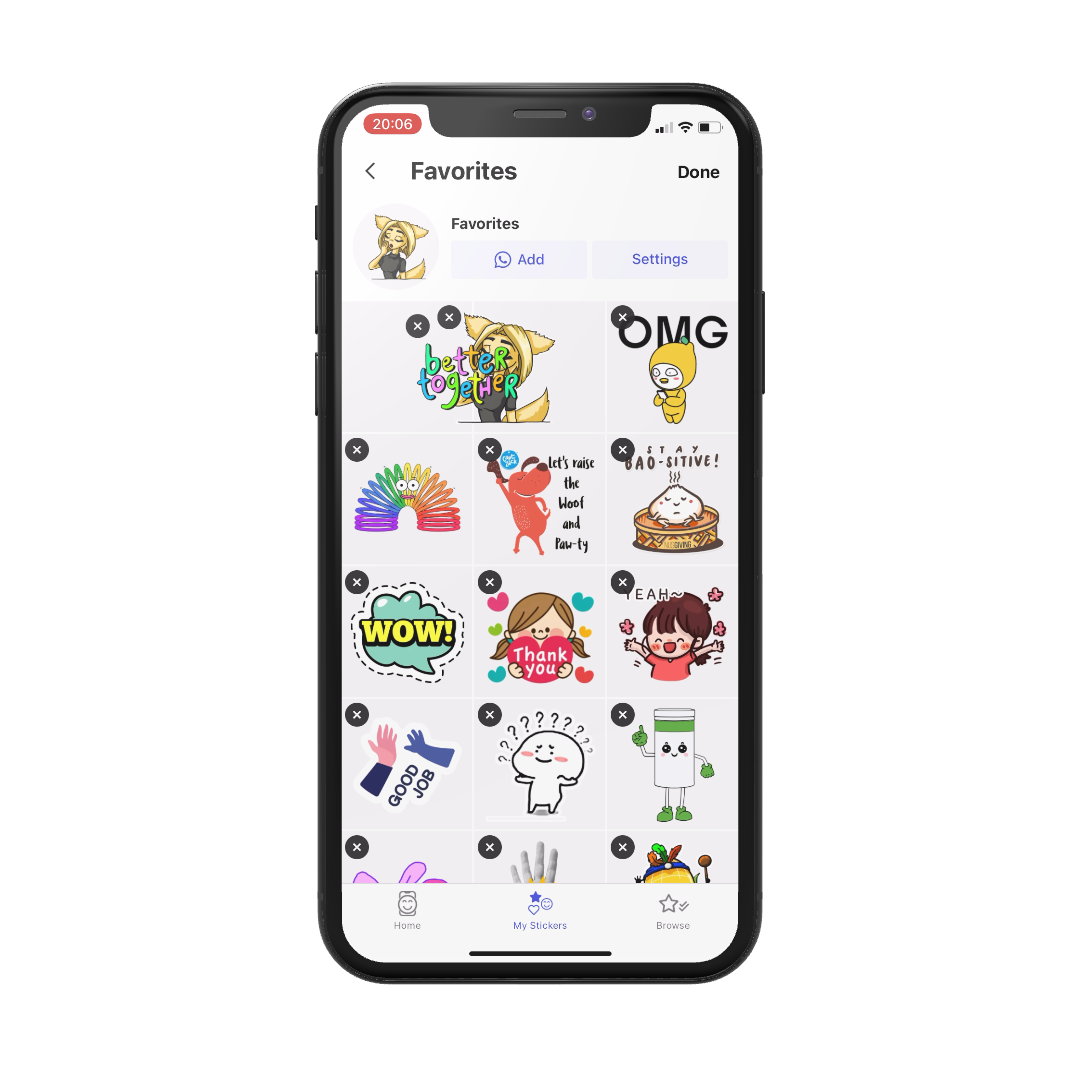 20:06
Favorites
Done
Favorites
Add
Settings
better
together
OMG
Let's raise
the
Woof
and
Paw-ty
STAY
BAO-SITIVE!
WOW!
Thank
you
YEAH~
GOOD
JOB
? ? ? ? ? ? ? ? ? ?
Home
My Stickers
Browse